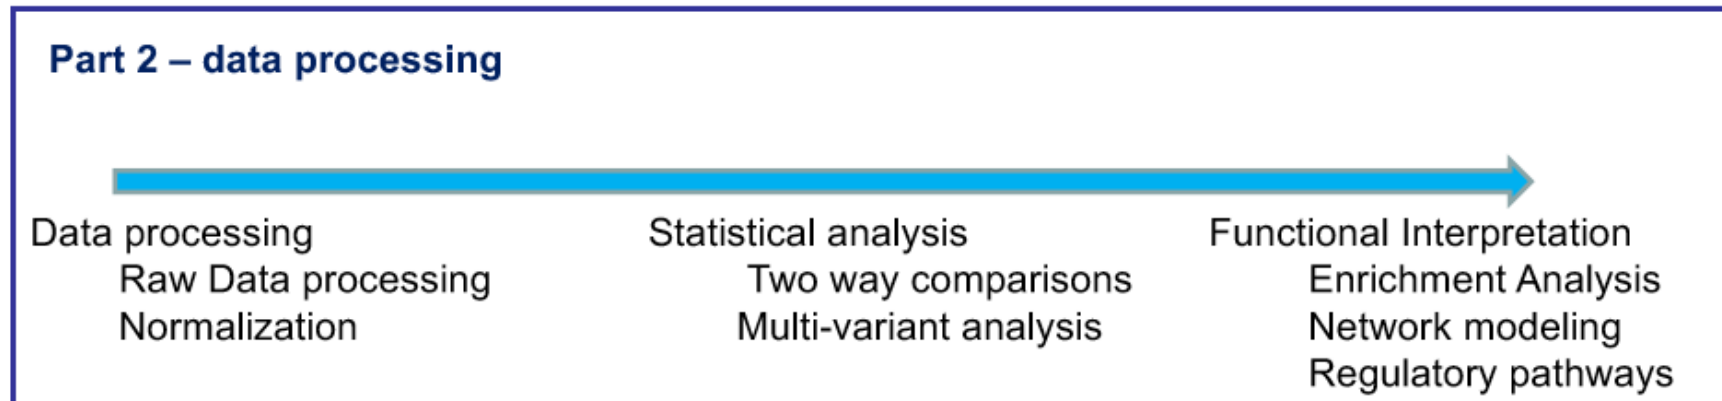 Part 2 – data processing
Data processing
Raw Data processing
Normalization
Statistical analysis
Two way comparisons
Multi-variant analysis
Functional Interpretation
Enrichment Analysis
Network modeling
Regulatory pathways